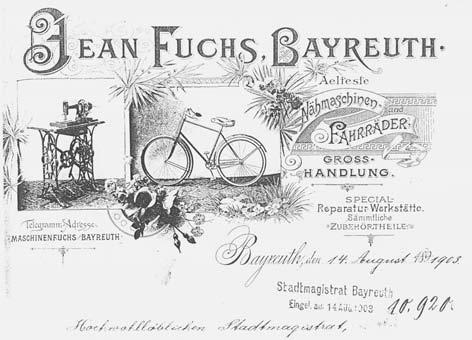 JEAN FUCHS, BAYREUTH.
Aelteste
Nähmaschinen- und
FAHRRÄDER-
GROSS-
HANDLUNG.
SPECIAL-
Reparatur-Werkstätte.
Sämmtliche
ZUBEHÖRTHEILE
Telegramm-Adresse:
MASCHINENFUCHS BAYREUTH
Bayreuth, den 14. August 1903.
Stadtmagistrat Bayreuth
Eingel. am 14 AUG. 1903
10.920.
Hochwohllöblichen Stadtmagistrat,